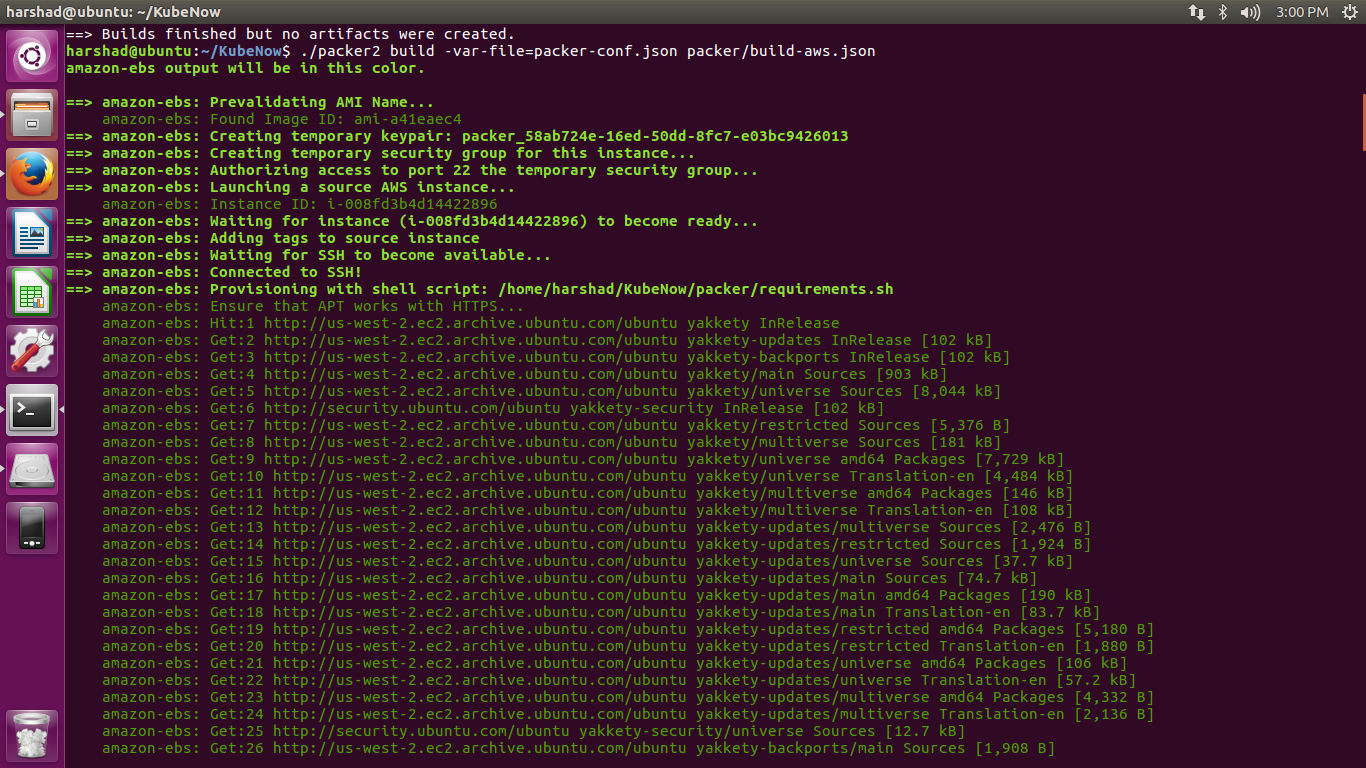 harshad@ubuntu: ~/KubeNow
3:00 PM
==> Builds finished but no artifacts were created.
harshad@ubuntu:~/KubeNow$ ./packer2 build -var-file=packer-conf.json packer/build-aws.json
amazon-ebs output will be in this color.
==> amazon-ebs: Prevalidating AMI Name...
amazon-ebs: Found Image ID: ami-a41eaec4
==> amazon-ebs: Creating temporary keypair: packer_58ab724e-16ed-50dd-8fc7-e03bc9426013
==> amazon-ebs: Creating temporary security group for this instance...
==> amazon-ebs: Authorizing access to port 22 the temporary security group...
==> amazon-ebs: Launching a source AWS instance...
amazon-ebs: Instance ID: i-008fd3b4d14422896
==> amazon-ebs: Waiting for instance (i-008fd3b4d14422896) to become ready...
==> amazon-ebs: Adding tags to source instance
==> amazon-ebs: Waiting for SSH to become available...
==> amazon-ebs: Connected to SSH!
==> amazon-ebs: Provisioning with shell script: /home/harshad/KubeNow/packer/requirements.sh
amazon-ebs: Ensure that APT works with HTTPS...
amazon-ebs: Hit:1 http://us-west-2.ec2.archive.ubuntu.com/ubuntu yakkety InRelease
amazon-ebs: Get:2 http://us-west-2.ec2.archive.ubuntu.com/ubuntu yakkety-updates InRelease [102 kB]
amazon-ebs: Get:3 http://us-west-2.ec2.archive.ubuntu.com/ubuntu yakkety-backports InRelease [102 kB]
amazon-ebs: Get:4 http://us-west-2.ec2.archive.ubuntu.com/ubuntu yakkety/main Sources [903 kB]
amazon-ebs: Get:5 http://us-west-2.ec2.archive.ubuntu.com/ubuntu yakkety/universe Sources [8,044 kB]
amazon-ebs: Get:6 http://security.ubuntu.com/ubuntu yakkety-security InRelease [102 kB]
amazon-ebs: Get:7 http://us-west-2.ec2.archive.ubuntu.com/ubuntu yakkety/restricted Sources [5,376 B]
amazon-ebs: Get:8 http://us-west-2.ec2.archive.ubuntu.com/ubuntu yakkety/multiverse Sources [181 kB]
amazon-ebs: Get:9 http://us-west-2.ec2.archive.ubuntu.com/ubuntu yakkety/universe amd64 Packages [7,729 kB]
amazon-ebs: Get:10 http://us-west-2.ec2.archive.ubuntu.com/ubuntu yakkety/universe Translation-en [4,484 kB]
amazon-ebs: Get:11 http://us-west-2.ec2.archive.ubuntu.com/ubuntu yakkety/multiverse amd64 Packages [146 kB]
amazon-ebs: Get:12 http://us-west-2.ec2.archive.ubuntu.com/ubuntu yakkety/multiverse Translation-en [108 kB]
amazon-ebs: Get:13 http://us-west-2.ec2.archive.ubuntu.com/ubuntu yakkety-updates/multiverse Sources [2,476 B]
amazon-ebs: Get:14 http://us-west-2.ec2.archive.ubuntu.com/ubuntu yakkety-updates/restricted Sources [1,924 B]
amazon-ebs: Get:15 http://us-west-2.ec2.archive.ubuntu.com/ubuntu yakkety-updates/universe Sources [37.7 kB]
amazon-ebs: Get:16 http://us-west-2.ec2.archive.ubuntu.com/ubuntu yakkety-updates/main Sources [74.7 kB]
amazon-ebs: Get:17 http://us-west-2.ec2.archive.ubuntu.com/ubuntu yakkety-updates/main amd64 Packages [190 kB]
amazon-ebs: Get:18 http://us-west-2.ec2.archive.ubuntu.com/ubuntu yakkety-updates/main Translation-en [83.7 kB]
amazon-ebs: Get:19 http://us-west-2.ec2.archive.ubuntu.com/ubuntu yakkety-updates/restricted amd64 Packages [5,180 B]
amazon-ebs: Get:20 http://us-west-2.ec2.archive.ubuntu.com/ubuntu yakkety-updates/restricted Translation-en [1,880 B]
amazon-ebs: Get:21 http://us-west-2.ec2.archive.ubuntu.com/ubuntu yakkety-updates/universe amd64 Packages [106 kB]
amazon-ebs: Get:22 http://us-west-2.ec2.archive.ubuntu.com/ubuntu yakkety-updates/universe Translation-en [57.2 kB]
amazon-ebs: Get:23 http://us-west-2.ec2.archive.ubuntu.com/ubuntu yakkety-updates/multiverse amd64 Packages [4,332 B]
amazon-ebs: Get:24 http://us-west-2.ec2.archive.ubuntu.com/ubuntu yakkety-updates/multiverse Translation-en [2,136 B]
amazon-ebs: Get:25 http://security.ubuntu.com/ubuntu yakkety-security/universe Sources [12.7 kB]
amazon-ebs: Get:26 http://us-west-2.ec2.archive.ubuntu.com/ubuntu yakkety-backports/main Sources [1,908 B]